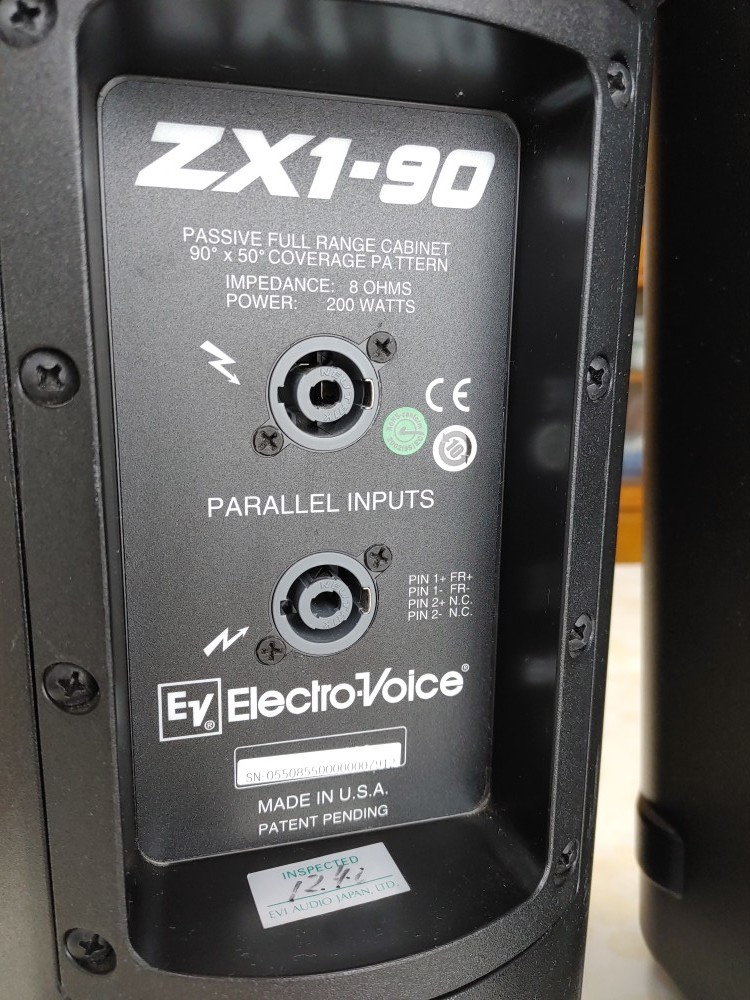 ZX1-90
PASSIVE FULL RANGE CABINET
90° x 50° COVERAGE PATTERN
IMPEDANCE: 8 OHMS
POWER: 200 WATTS
CE
PARALLEL INPUTS
PIN 1+ FR+
PIN 1- FR-
PIN 2+ N.C.
PIN 2- N.C.
EV® Electro-Voice®
MADE IN U.S.A.
PATENT PENDING
INSPECTED
EVI AUDIO JAPAN, LTD.